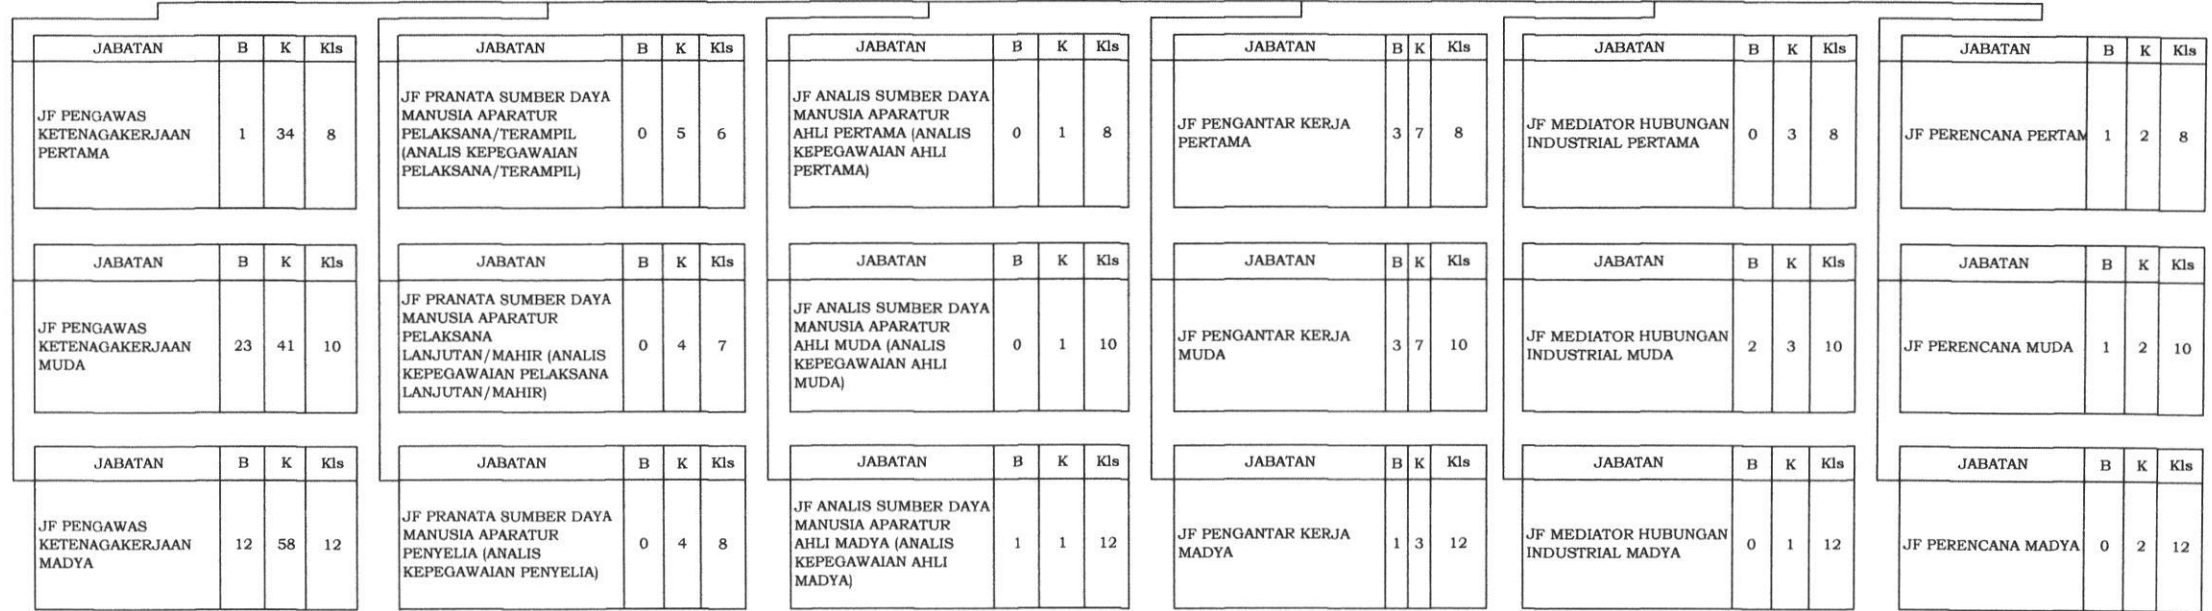 JABATAN B K Kls
JF PENGAWAS
KETENAGAKERJAAN
PERTAMA
1 34 8
JABATAN B K Kls
JF PENGAWAS
KETENAGAKERJAAN
MUDA
23 41 10
JABATAN B K Kls
JF PENGAWAS
KETENAGAKERJAAN
MADYA
12 58 12
JABATAN B K Kls
JF PRANATA SUMBER DAYA
MANUSIA APARATUR
PELAKSANA/TERAMPIL
(ANALIS KEPEGAWAIAN
PELAKSANA/TERAMPIL)
0 5 6
JABATAN B K Kls
JF PRANATA SUMBER DAYA
MANUSIA APARATUR
PELAKSANA
LANJUTAN/MAHIR (ANALIS
KEPEGAWAIAN PELAKSANA
LANJUTAN/MAHIR)
0 4 7
JABATAN B K Kls
JF PRANATA SUMBER DAYA
MANUSIA APARATUR
PENYELIA (ANALIS
KEPEGAWAIAN PENYELIA)
0 4 8
JABATAN B K Kls
JF ANALIS SUMBER DAYA
MANUSIA APARATUR
AHLI PERTAMA (ANALIS
KEPEGAWAIAN AHLI
PERTAMA)
0 1 8
JABATAN B K Kls
JF ANALIS SUMBER DAYA
MANUSIA APARATUR
AHLI MUDA (ANALIS
KEPEGAWAIAN AHLI
MUDA)
0 1 10
JABATAN B K Kls
JF ANALIS SUMBER DAYA
MANUSIA APARATUR
AHLI MADYA (ANALIS
KEPEGAWAIAN AHLI
MADYA)
1 1 12
JABATAN B K Kls
JF PENGANTAR KERJA
PERTAMA
3 7 8
JABATAN B K Kls
JF PENGANTAR KERJA
MUDA
3 7 10
JABATAN B K Kls
JF PENGANTAR KERJA
MADYA
1 3 12
JABATAN B K Kls
JF MEDIATOR HUBUNGAN
INDUSTRIAL PERTAMA
0 3 8
JABATAN B K Kls
JF MEDIATOR HUBUNGAN
INDUSTRIAL MUDA
2 3 10
JABATAN B K Kls
JF MEDIATOR HUBUNGAN
INDUSTRIAL MADYA
0 1 12
JABATAN B K Kls
JF PERENCANA PERTAM
1 2 8
JABATAN B K Kls
JF PERENCANA MUDA
1 2 10
JABATAN B K Kls
JF PERENCANA MADYA
0 2 12